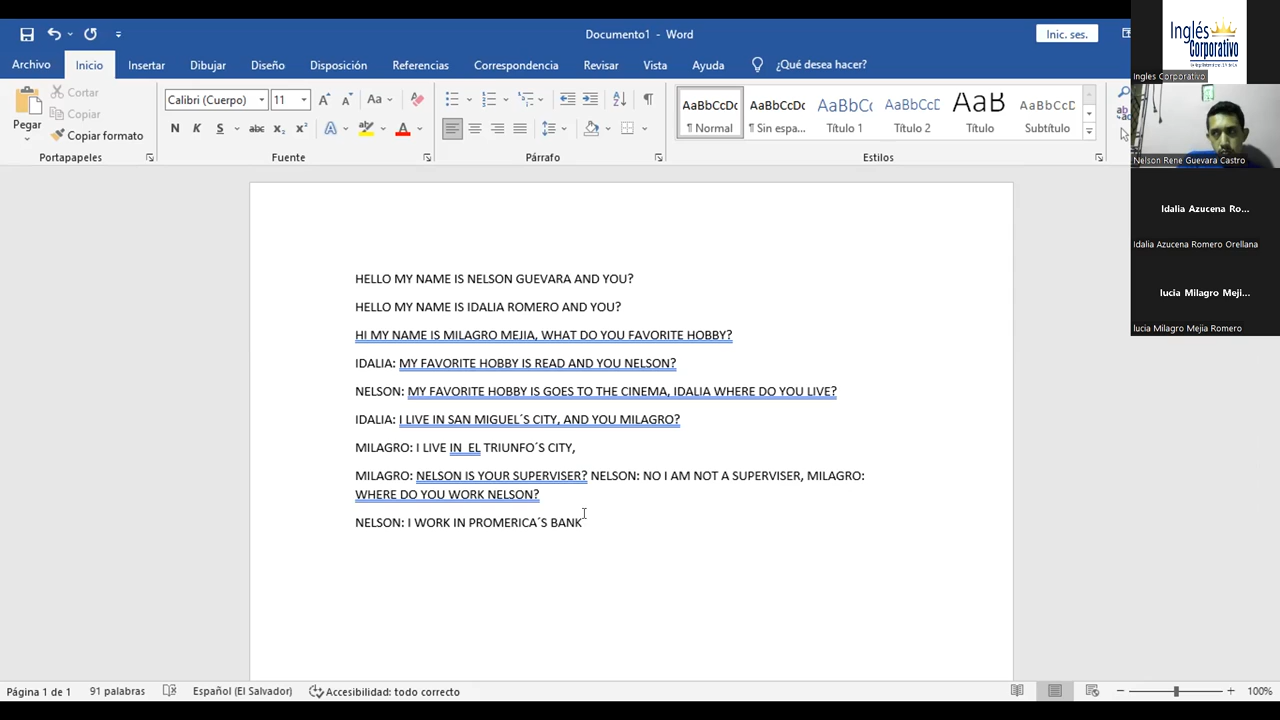 Documento1 - Word
Inic. ses.
Archivo Inicio Insertar Dibujar Diseño Disposición Referencias Correspondencia Revisar Vista Ayuda ¿Qué desea hacer?
Pegar
Cortar
Copiar
Copiar formato
Calibri (Cuerpo) 11
Aa
N K S abc x₂ x² A A
AaBbCcDc AaBbCcDc AaBbCc AaBbCcD AaB AaBbCcD
¶ Normal ¶ Sin espa... Título 1 Título 2 Título Subtítulo
Portapapeles Fuente Párrafo Estilos
HELLO MY NAME IS NELSON GUEVARA AND YOU?
HELLO MY NAME IS IDALIA ROMERO AND YOU?
HI MY NAME IS MILAGRO MEJIA, WHAT DO YOU FAVORITE HOBBY?
IDALIA: MY FAVORITE HOBBY IS READ AND YOU NELSON?
NELSON: MY FAVORITE HOBBY IS GOES TO THE CINEMA, IDALIA WHERE DO YOU LIVE?
IDALIA: I LIVE IN SAN MIGUEL´S CITY, AND YOU MILAGRO?
MILAGRO: I LIVE IN EL TRIUNFO´S CITY,
MILAGRO: NELSON IS YOUR SUPERVISER? NELSON: NO I AM NOT A SUPERVISER, MILAGRO:
WHERE DO YOU WORK NELSON?
NELSON: I WORK IN PROMERICA´S BANK
Página 1 de 1 91 palabras Español (El Salvador) Accesibilidad: todo correcto 100%
Inglés
Corporativo
Ingles Corporativo
Nelson Rene Guevara Castro
Idalia Azucena Ro...
Idalia Azucena Romero Orellana
lucia Milagro Meji...
lucia Milagro Mejia Romero